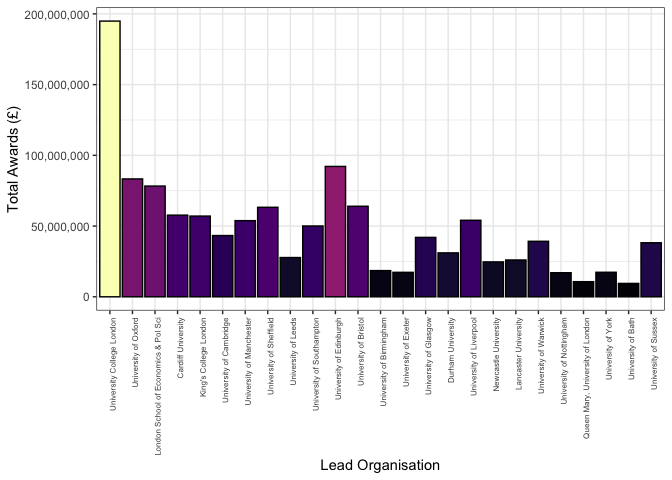 200,000,000
150,000,000
100,000,000
50,000,000
0
Total Awards (£)
University College London
University of Oxford
London School of Economics & Pol Sci
Cardiff University
King's College London
University of Cambridge
University of Manchester
University of Sheffield
University of Leeds
University of Southampton
University of Edinburgh
University of Bristol
University of Birmingham
University of Exeter
University of Glasgow
Durham University
University of Liverpool
Newcastle University
Lancaster University
University of Warwick
University of Nottingham
Queen Mary, University of London
University of York
University of Bath
University of Sussex
Lead Organisation